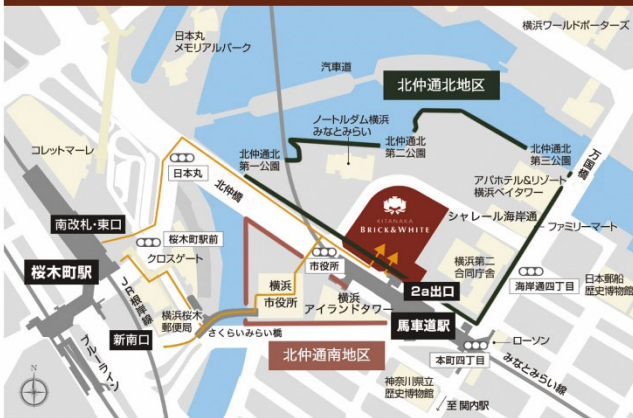 日本丸
メモリアルパーク
横浜ワールドポーターズ
汽車道
北仲通北地区
ノートルダム横浜
みなとみらい
北仲通北
第二公園
北仲通北
第三公園
万国橋
コレットマーレ
北仲通北
第一公園
日本丸
北仲橋
アパホテル&リゾート
横浜ベイタワー
KITANAKA
BRICK&WHITE
シャレール海岸通
ファミリーマート
南改札・東口
桜木町駅前
クロスゲート
市役所
横浜第二
合同庁舎
桜木町駅
JR根岸線
横浜
市役所
横浜
アイランドタワー
2a出口
海岸通四丁目
日本郵船
歴史博物館
横浜桜木
郵便局
さくらみらい橋
馬車道駅
新南口
ブルーライン
北仲通南地区
ローソン
本町四丁目
みなとみらい線
神奈川県立
歴史博物館
至 関内駅
N